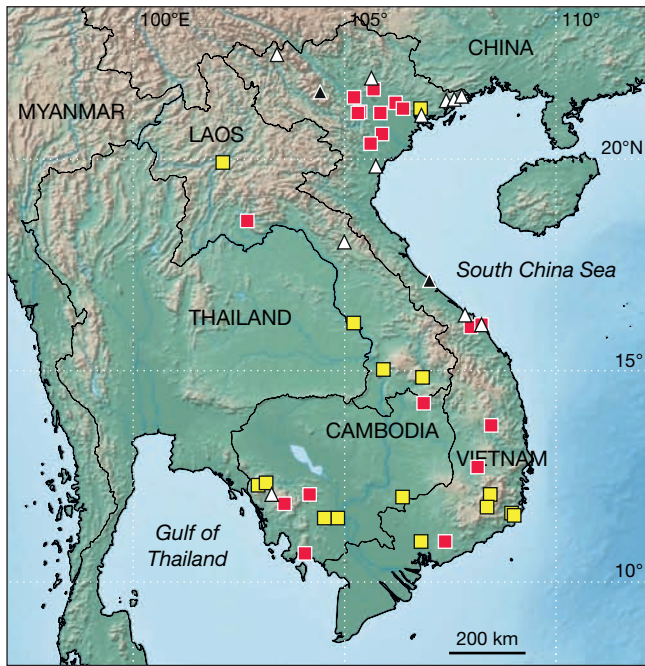 100°E
105°
110°
CHINA
MYANMAR
LAOS
20°N
South China Sea
THAILAND
15°
CAMBODIA
VIETNAM
Gulf of
Thailand
10°
200 km